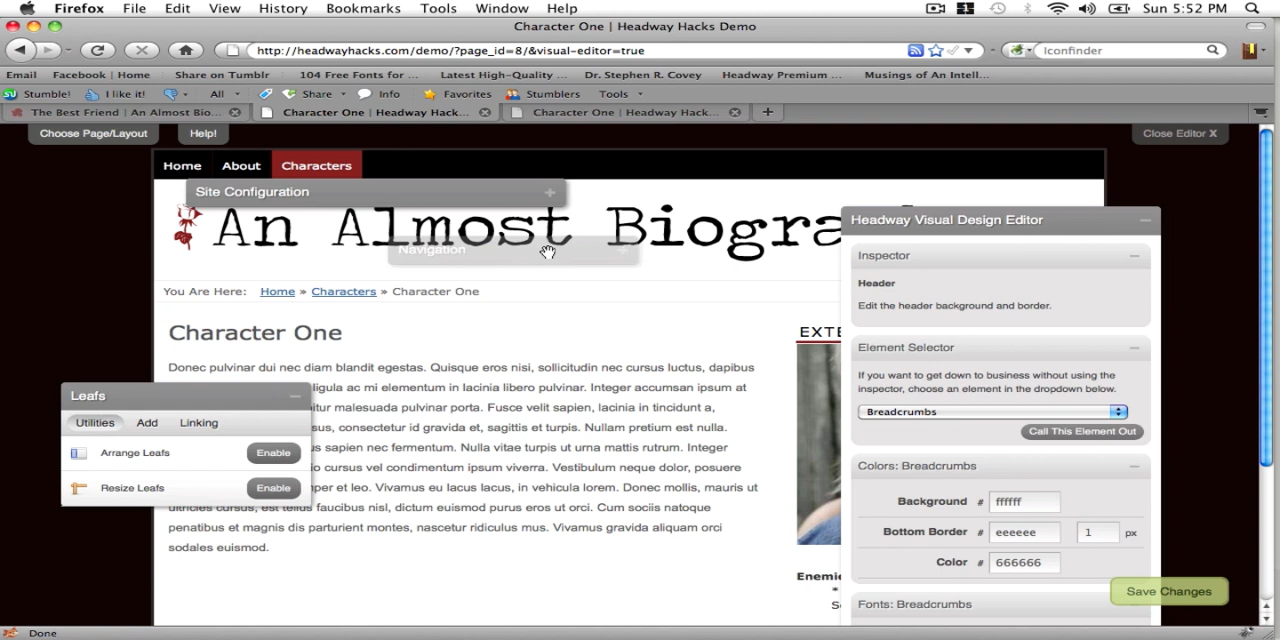 Firefox File Edit View History Bookmarks Tools Window Help Sun 5:52 PM
Character One | Headway Hacks Demo
http://headwayhacks.com/demo/?page_id=8/&visual-editor=true Iconfinder
Email Facebook | Home Share on Tumblr 104 Free Fonts for ... Latest High-Quality ... Dr. Stephen R. Covey Headway Premium ... Musings of An Intell...
Stumble! I like it! All Share Info Favorites Stumblers Tools
The Best Friend | An Almost Bio... Character One | Headway Hack... Character One | Headway Hack...
Choose Page/Layout Help! Close Editor X
Home About Characters
Site Configuration
An Almost Biogra
Headway Visual Design Editor
Navigation
Inspector
Header
Edit the header background and border.
You Are Here: Home » Characters » Character One
Character One
EXTE
Element Selector
If you want to get down to business without using the
inspector, choose an element in the dropdown below.
Breadcrumbs
Call This Element Out
Donec pulvinar dui nec diam blandit egestas. Quisque eros nisi, sollicitudin nec cursus luctus, dapibus
ligula ac mi elementum in lacinia libero pulvinar. Integer accumsan ipsum at
itur malesuada pulvinar porta. Fusce velit sapien, lacinia in tincidunt a,
sus, consectetur id gravida et, sagittis et turpis. Nullam pretium est nulla.
s sapien nec fermentum. Nulla vitae turpis ut urna mattis rutrum. Integer
io cursus vel condimentum ipsum viverra. Vestibulum neque dolor, posuere
per et leo. Vivamus eu lacus lacus, in vehicula lorem. Donec mollis, mauris ut
ultricies cursus, est tellus faucibus nisl, dictum euismod purus eros ut orci. Cum sociis natoque
penatibus et magnis dis parturient montes, nascetur ridiculus mus. Vivamus gravida aliquam orci
sodales euismod.
Leafs
Utilities Add Linking
Arrange Leafs Enable
Resize Leafs Enable
Colors: Breadcrumbs
Background # ffffff
Bottom Border # eeeeee 1 px
Color # 666666
Enemie
Save Changes
Fonts: Breadcrumbs
Done